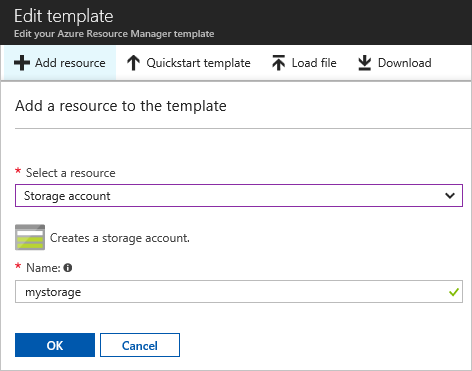 Edit template
Edit your Azure Resource Manager template
Add resource
Quickstart template
Load file
Download
Add a resource to the template
* Select a resource
Storage account
Creates a storage account.
* Name:
mystorage
OK
Cancel